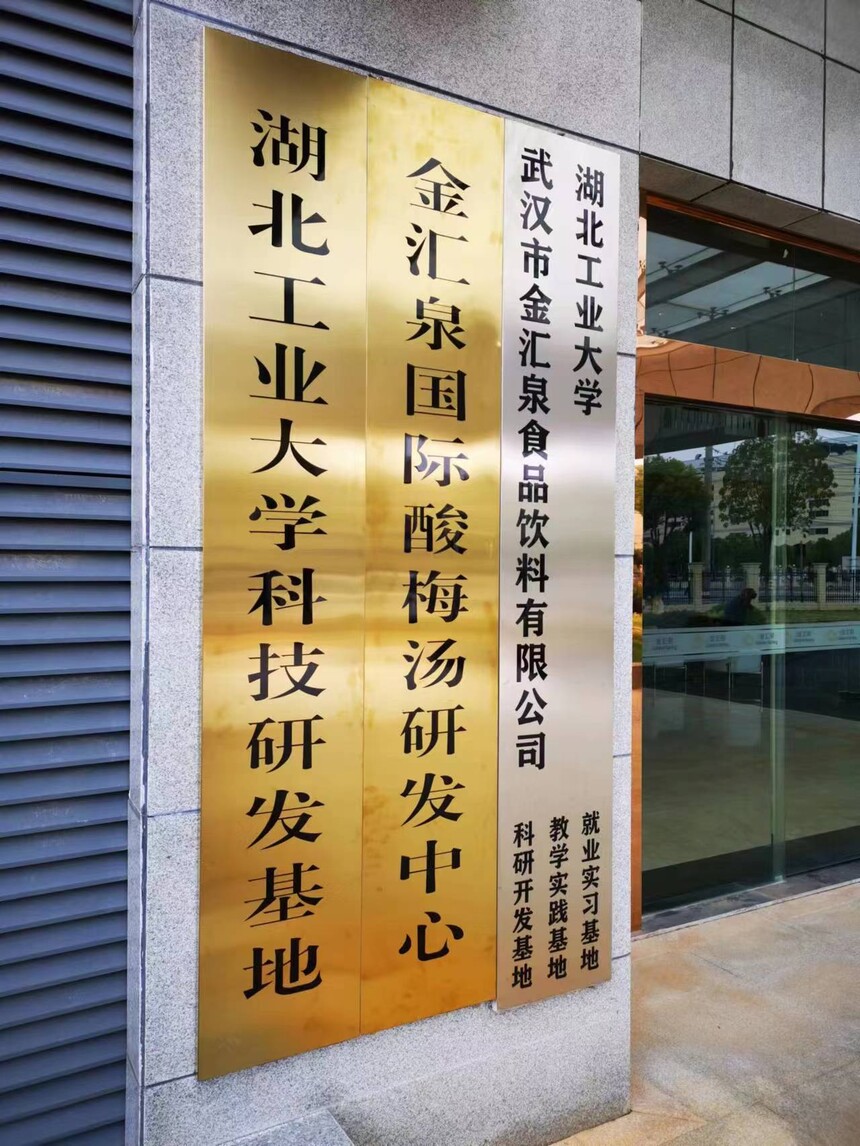 湖北工业大学科技研发基地
金汇泉国际酸梅汤研发中心
湖北工业大学
武汉市金汇泉食品饮料有限公司
就业实习基地
教学实践基地
科研开发基地